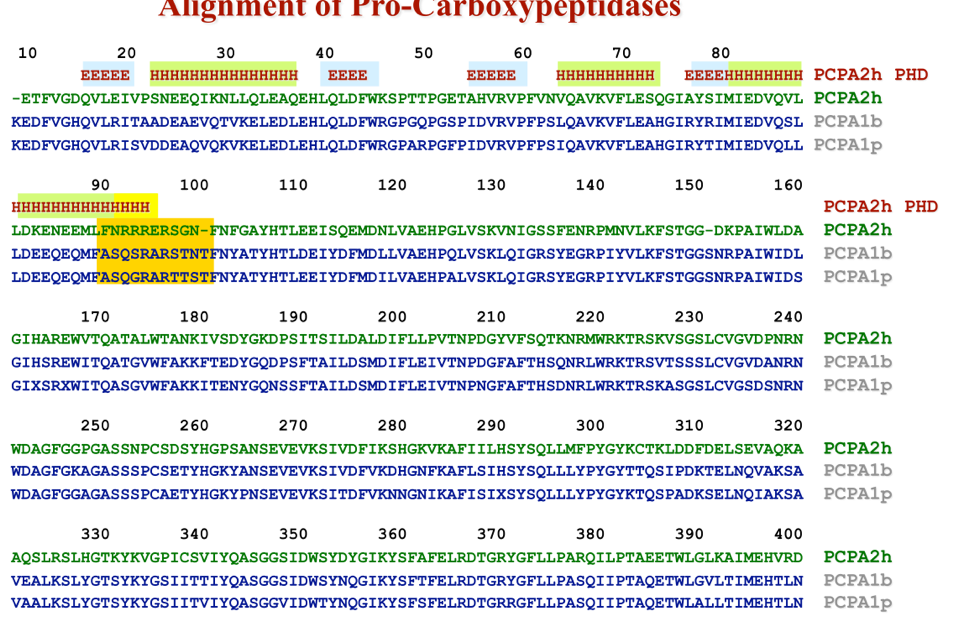 Alignment of Pro-Carboxypeptidases
10 20 30 40 50 60 70 80
EEEEE HHHHHHHHHHHHHHH EEEE EEEEE HHHHHHHHHH EEEEHHHHHHHH PCPA2h PHD
-ETFVGDQVLEIVPSNEEQIKNLLQLEAQEHLQLDFWKSPTTPGETAHVRVPFVNVQAVKVFLESQGIAYSIMIEDVQVL PCPA2h
KEDFVGHQVLRITAADEAEVQTVKELEDLEHLQLDFWRGPGQPGSPIDVRVPFPSLQAVKVFLEAHGIRYRIMIEDVQSL PCPA1b
KEDFVGHQVLRISVDDEAQVQKVKELEDLEHLQLDFWRGPARPGFPIDVRVPFPSIQAVKVFLEAHGIRYTIMIEDVQLL PCPA1p
90 100 110 120 130 140 150 160
HHHHHHHHHHHHHH PCPA2h PHD
LDKENEEMLFNRRRERSGN-FNFGAYHTLEEISQEMDNLVAEHPGLVSKVNIGSSFENRPMNVLKFSTGG-DKPAIWLDA PCPA2h
LDEEQEQMFASQSRARSTNTFNYATYHTLDEIYDFMDLLVAEHPQLVSKLQIGRSYEGRPIYVLKFSTGGSNRPAIWIDL PCPA1b
LDEEQEQMFASQGRARTTSTFNYATYHTLEEIYDFMDILVAEHPALVSKLQIGRSYEGRPIYVLKFSTGGSNRPAIWIDS PCPA1p
170 180 190 200 210 220 230 240
GIHAREWVTQATALWTANKIVSDYGKDPSITSILDALDIFLLPVTNPDGYVFSQTKNRMWRKTRSKVSGSLCVGVDPNRN PCPA2h
GIHSREWITQATGVWFAKKFTEDYGQDPSFTAILDSMDIFLEIVTNPDGFAFTHSQNRLWRKTRSVTSSSLCVGVDANRN PCPA1b
GIXSRXWITQASGVWFAKKITENYGQNSSFTAILDSMDIFLEIVTNPNGFAFTHSDNRLWRKTRSKASGSLCVGSDSNRN PCPA1p
250 260 270 280 290 300 310 320
WDAGFGGPGASSNPCSDSYHGPSANSEVEVKSIVDFIKSHGKVKAFIILHSYSQLLMFPYGYKCTKLDDFDELSEVAQKA PCPA2h
WDAGFGKAGASSSPCSETYHGKYANSEVEVKSIVDFVKDHGNFKAFLSIHSYSQLLLYPYGYTTQSIPDKTELNQVAKSA PCPA1b
WDAGFGGAGASSSPCAETYHGKYPNSEVEVKSITDFVKNNGNIKAFISIXSYSQLLLYPYGYKTQSPADKSELNQIAKSA PCPA1p
330 340 350 360 370 380 390 400
AQSLRSLHGTKYKVGPICSVIYQASGGSIDWSYDYGIKYSFAFELRDTGRYGFLLPARQILPTAEETWLGLKAIMEHVRD PCPA2h
VEALKSLYGTSYKYGSIITTIYQASGGSIDWSYNQGIKYSFTFELRDTGRYGFLLPASQIIPTAQETWLGVLTIMEHTLN PCPA1b
VAALKSLYGTSYKYGSIITVIYQASGGVIDWTYNQGIKYSFSFELRDTGRRGFLLPASQIIPTAQETWLALLTIMEHTLN PCPA1p